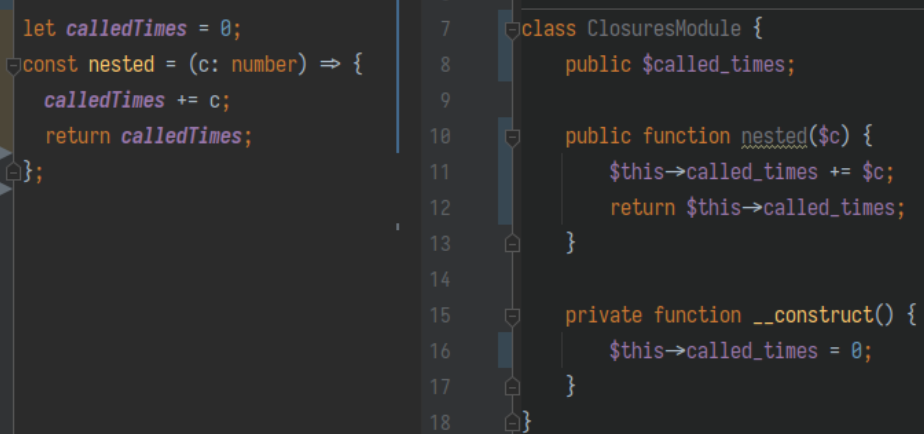 let calledTimes = 0;
const nested = (c: number) => {
calledTimes += c;
return calledTimes;
};
7 class ClosuresModule {
8 public $called_times;
9
10 public function nested($c) {
11 $this->called_times += $c;
12 return $this->called_times;
13 }
14
15 private function __construct() {
16 $this->called_times = 0;
17 }
18 }